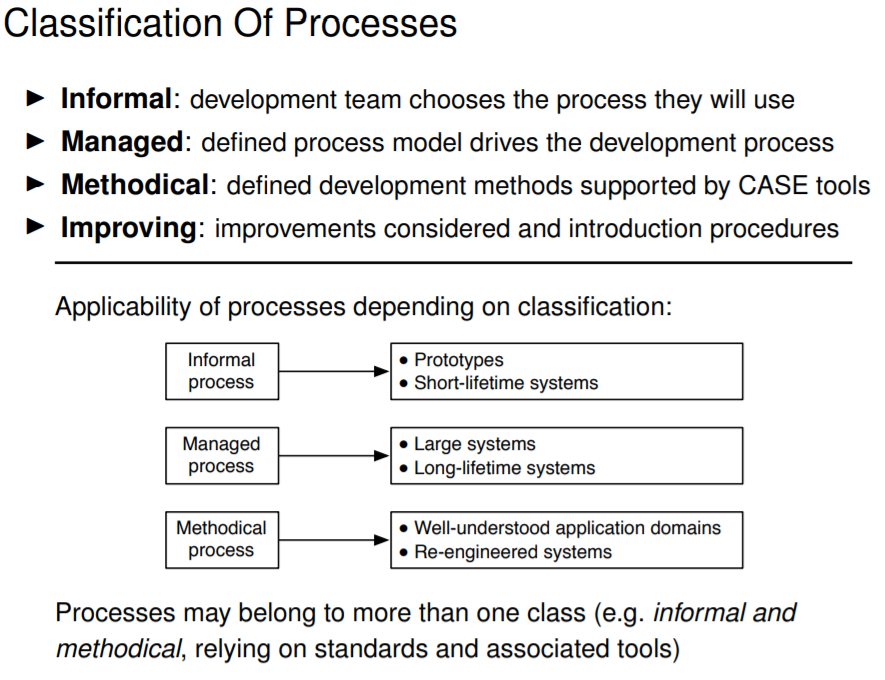 Classification Of Processes
► Informal: development team chooses the process they will use
► Managed: defined process model drives the development process
► Methodical: defined development methods supported by CASE tools
► Improving: improvements considered and introduction procedures
Applicability of processes depending on classification:
Informal
process
• Prototypes
• Short-lifetime systems
Managed
process
• Large systems
• Long-lifetime systems
Methodical
process
• Well-understood application domains
• Re-engineered systems
Processes may belong to more than one class (e.g. informal and
methodical, relying on standards and associated tools)